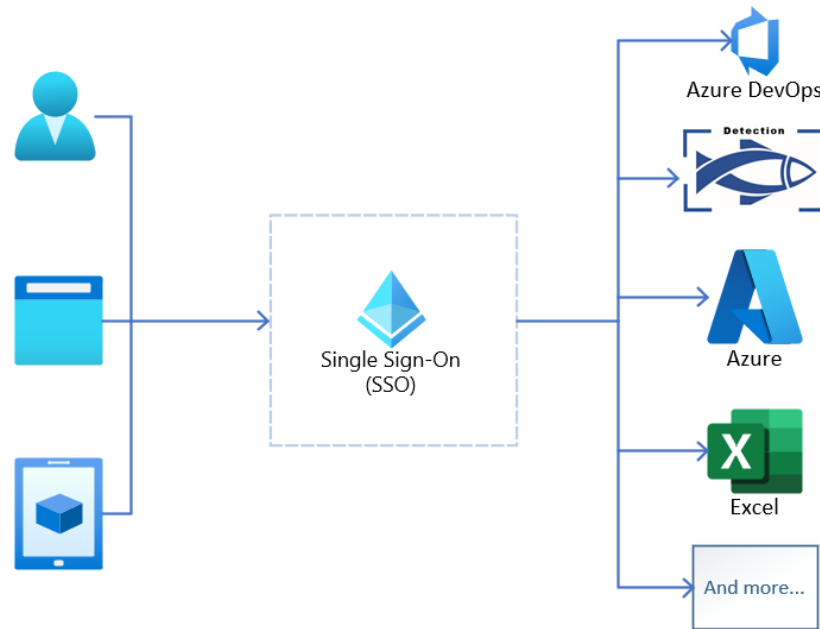 Azure DevOps
Detection
Single Sign-On
(SSO)
Azure
X
Excel
And more...